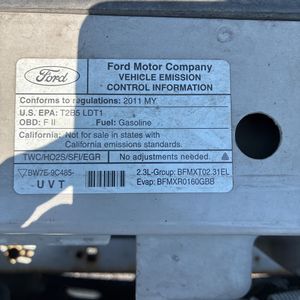 Ford
Ford Motor Company
VEHICLE EMISSION
CONTROL INFORMATION
Conforms to regulations: 2011 MY
U.S. EPA: T2B5 LDT1
OBD: F II Fuel: Gasoline
California: Not for sale in states with
California emissions standards.
TWC/HO2S/SFI/EGR No adjustments needed.
BW7E-9C485- 2.3L-Group: BFMXT02.31EL
UVT Evap: BFMXR0160GBB